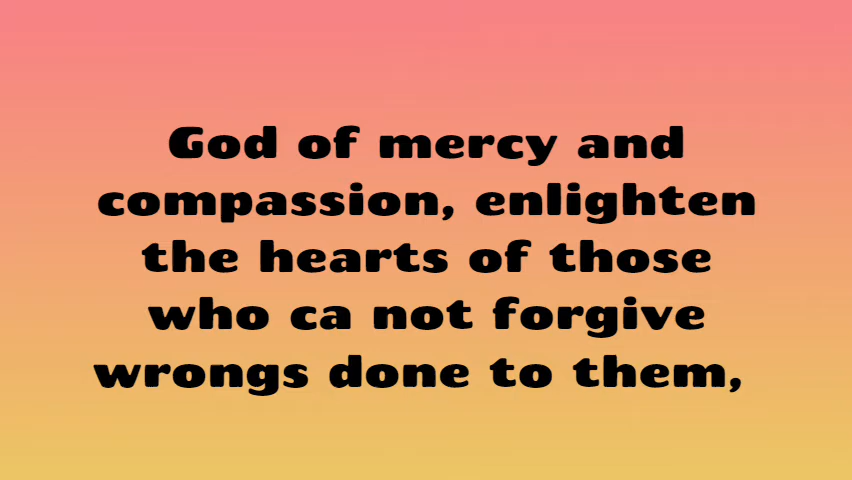 God of mercy and
compassion, enlighten
the hearts of those
who ca not forgive
wrongs done to them,